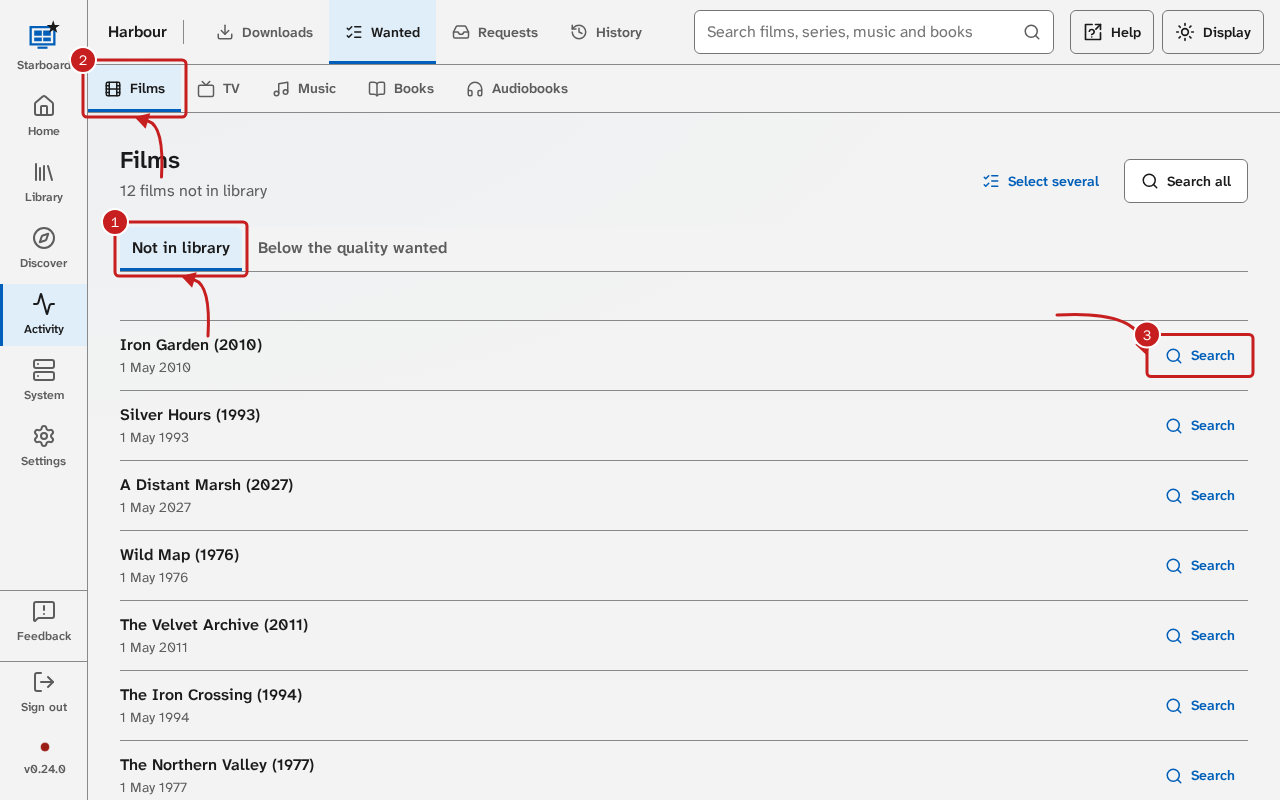 Starboard
Home
Library
Discover
Activity
System
Settings
Feedback
Sign out
v0.24.0
Harbour
Downloads
Wanted
Requests
History
Search films, series, music and books
Help
Display
2
Films
TV
Music
Books
Audiobooks
Films
12 films not in library
Select several
Search all
1
Not in library
Below the quality wanted
3
Iron Garden (2010)
1 May 2010
Search
Silver Hours (1993)
1 May 1993
Search
A Distant Marsh (2027)
1 May 2027
Search
Wild Map (1976)
1 May 1976
Search
The Velvet Archive (2011)
1 May 2011
Search
The Iron Crossing (1994)
1 May 1994
Search
The Northern Valley (1977)
1 May 1977
Search